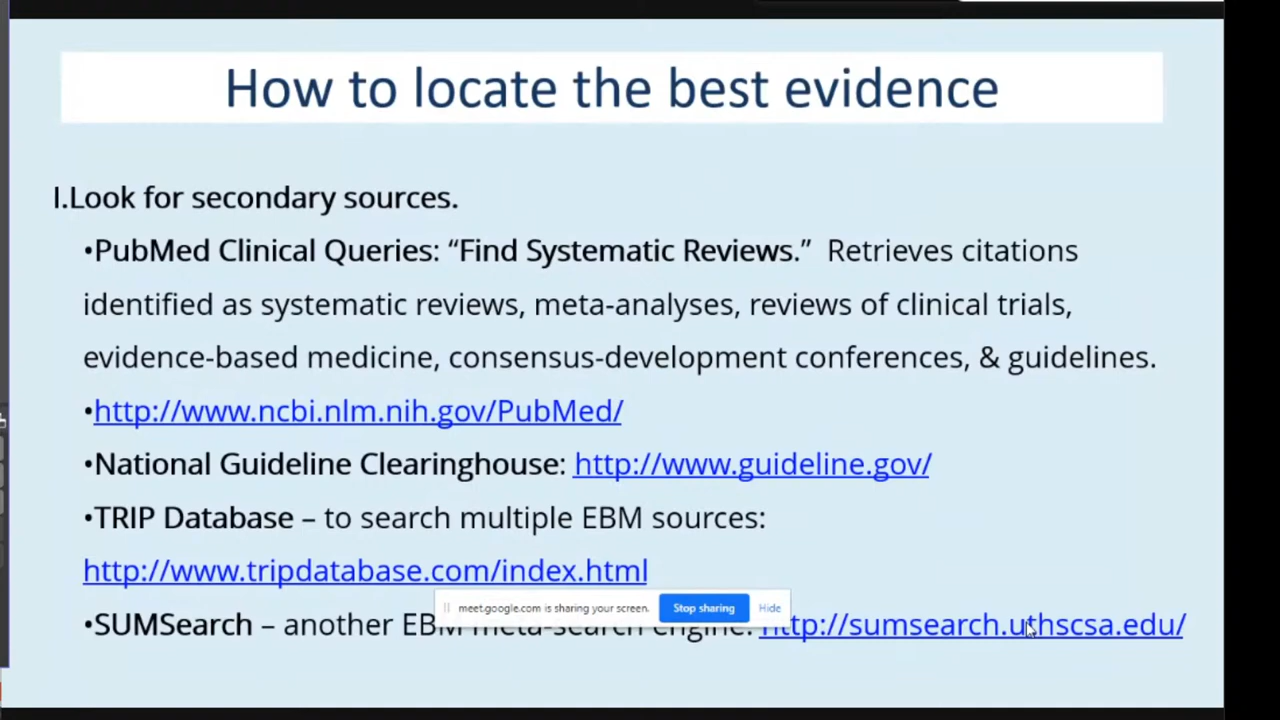 How to locate the best evidence
I.Look for secondary sources.
•PubMed Clinical Queries: “Find Systematic Reviews.” Retrieves citations
identified as systematic reviews, meta-analyses, reviews of clinical trials,
evidence-based medicine, consensus-development conferences, & guidelines.
•http://www.ncbi.nlm.nih.gov/PubMed/
•National Guideline Clearinghouse: http://www.guideline.gov/
•TRIP Database – to search multiple EBM sources:
http://www.tripdatabase.com/index.html
meet.google.com is sharing your screen. Stop sharing Hide
•SUMSearch – another EBM meta-search engine: http://sumsearch.uthscsa.edu/